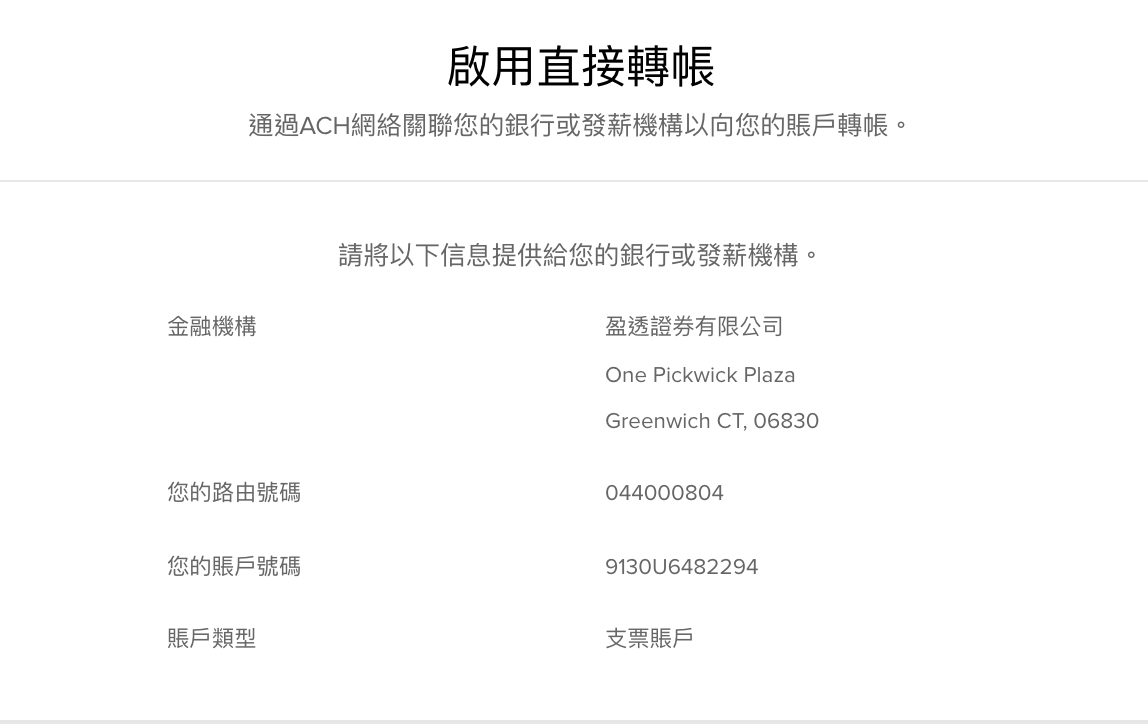 啟用直接轉帳
通過ACH網絡關聯您的銀行或發薪機構以向您的賬戶轉帳。
請將以下信息提供給您的銀行或發薪機構。
金融機構 盈透證券有限公司
One Pickwick Plaza
Greenwich CT, 06830
您的路由號碼 044000804
您的賬戶號碼 9130U6482294
賬戶類型 支票賬戶